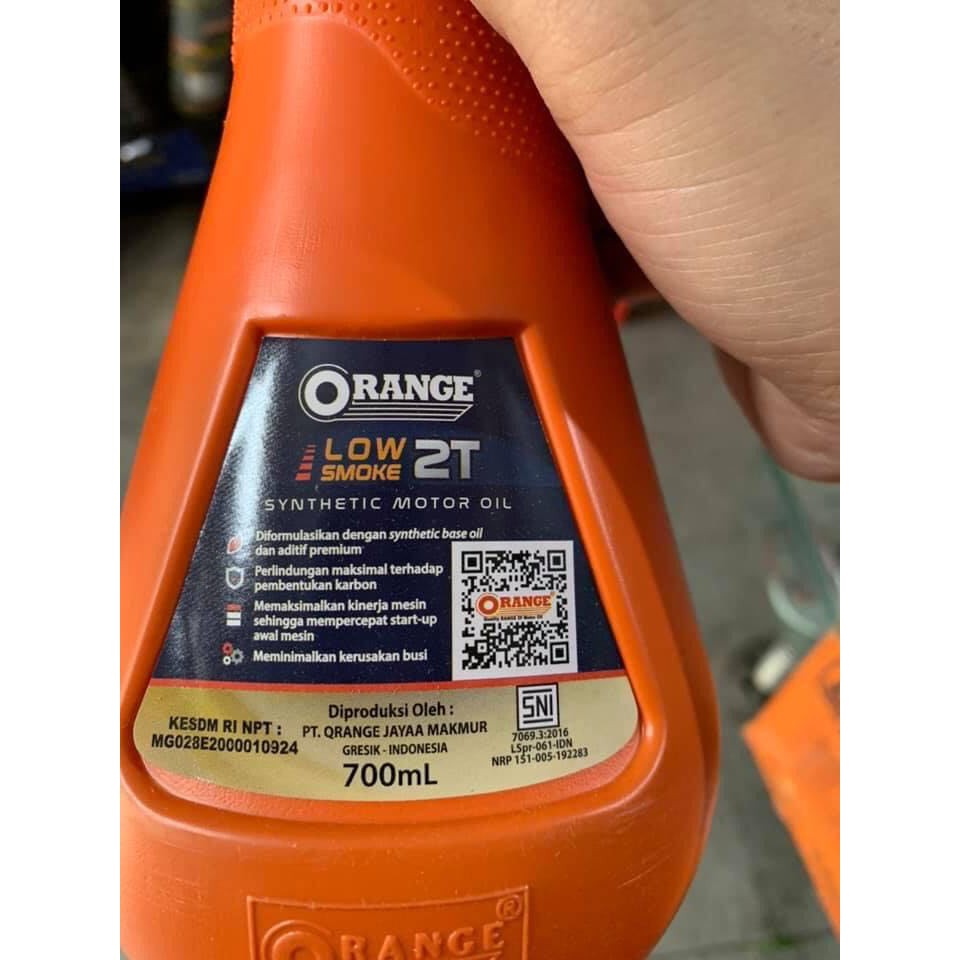 ORANGE®
LOW
SMOKE 2T
SYNTHETIC MOTOR OIL
Diformulasikan dengan synthetic base oil
dan aditif premium
Perlindungan maksimal terhadap
pembentukan karbon
Memaksimalkan kinerja mesin
sehingga mempercepat start-up
awal mesin
Meminimalkan kerusakan busi
ORANGE
KESDM RI NPT :
MG028E2000010924
Diproduksi Oleh :
PT. QRANGE JAYAA MAKMUR
GRESIK - INDONESIA
700mL
SNI
7069.3:2016
LSpr-061-IDN
NRP 151-005-192283
ORANGE®